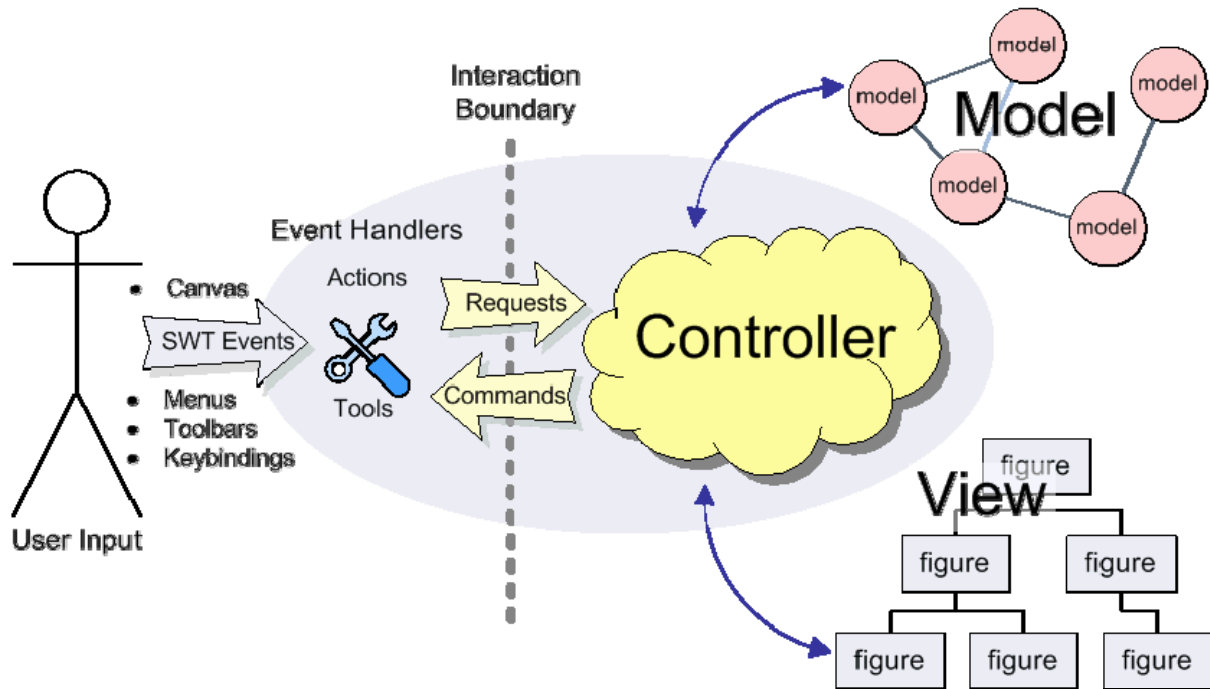 Interaction
Boundary
model
model
model
Model
model
model
Event Handlers
Actions
Canvas
Requests
SWT Events
Controller
Tools
Commands
Menus
Toolbars
Keybindings
User Input
figure
View
figure
figure
figure
figure
figure